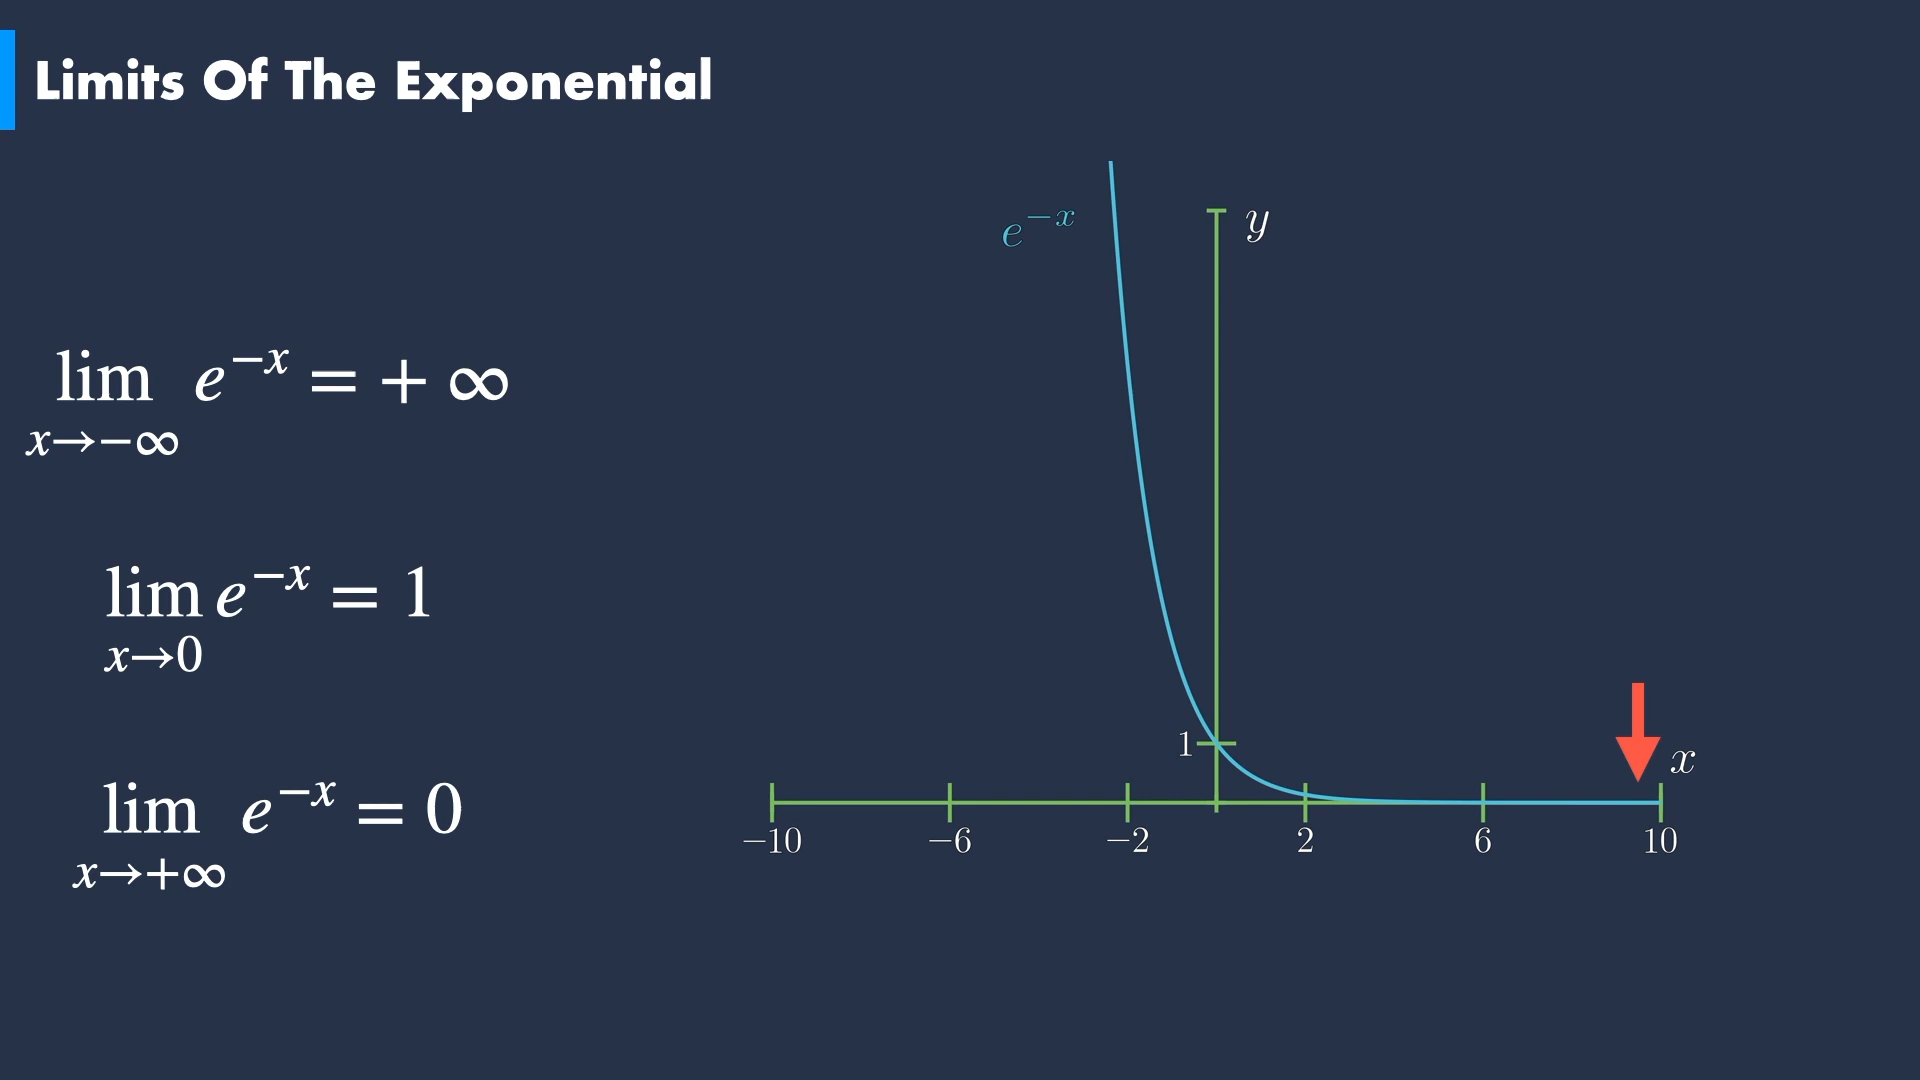 Limits Of The Exponential
lim e^{−x} = + ∞
x→−∞
lim e^{−x} = 1
x→0
lim e^{−x} = 0
x→+∞
e^{−x}
y
1
x
−10 −6 −2 2 6 10